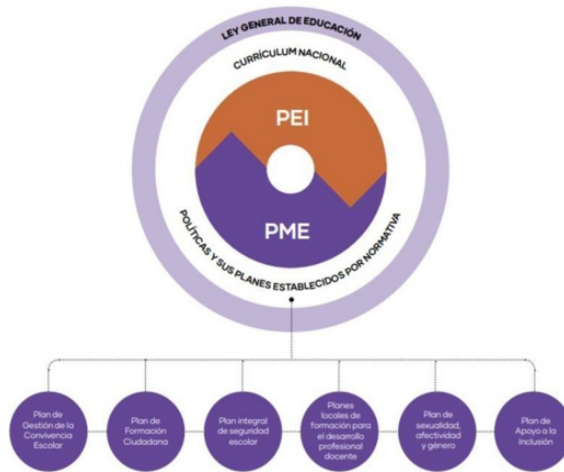 LEY GENERAL DE EDUCACIÓN
CURRÍCULUM NACIONAL
PEI
PME
POLÍTICAS Y SUS PLANES ESTABLECIDOS POR NORMATIVA
Plan de
Gestión de la
Convivencia
Escolar
Plan de
Formación
Ciudadana
Plan integral
de seguridad
escolar
Planes
locales de
formación para
el desarrollo
profesional
docente
Plan de
sexualidad,
afectividad
y género
Plan de
Apoyo a la
Inclusión